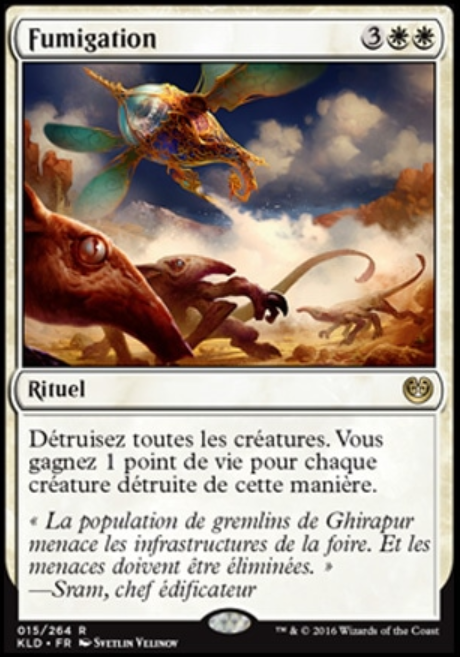 Fumigation 3
Rituel
Détruisez toutes les créatures. Vous
gagnez 1 point de vie pour chaque
créature détruite de cette manière.
« La population de gremlins de Ghirapur
menace les infrastructures de la foire. Et les
menaces doivent être éliminées. »
—Sram, chef édificateur
015/264 R
KLD • FR Svetlin Velinov
™ & © 2016 Wizards of the Coast